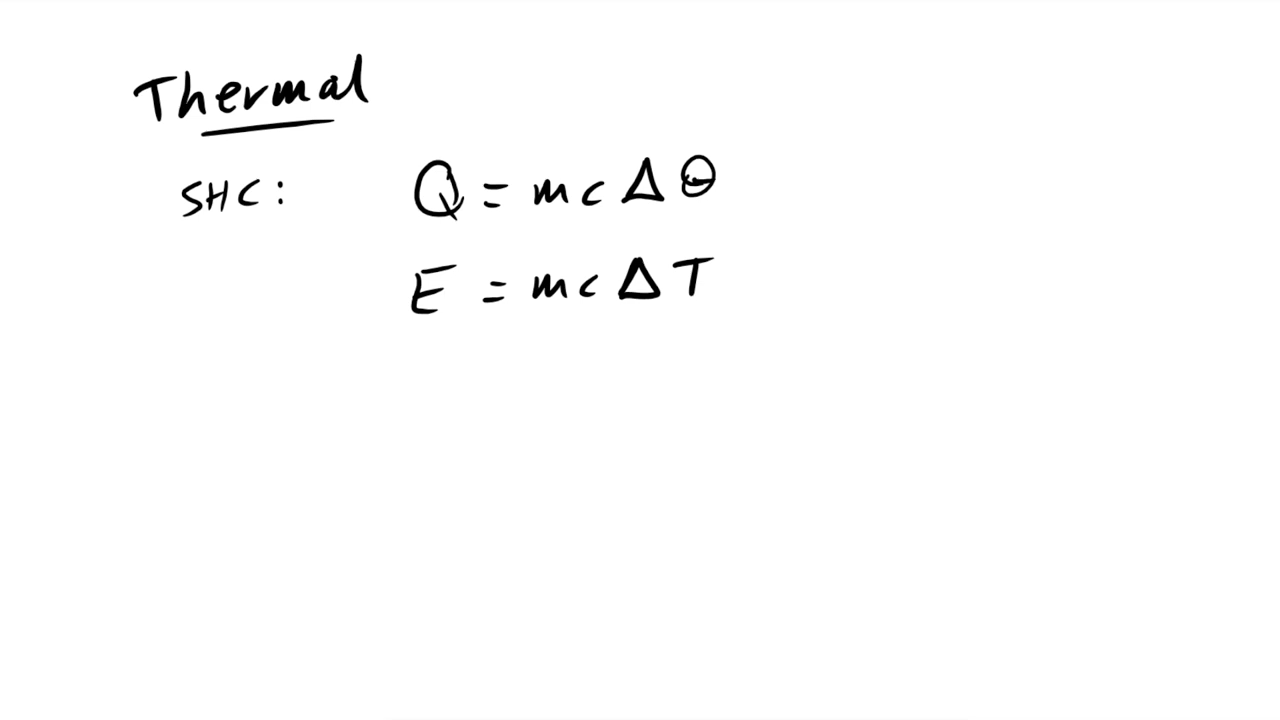 Thermal
SHC: Q = mcΔθ
E = mcΔT